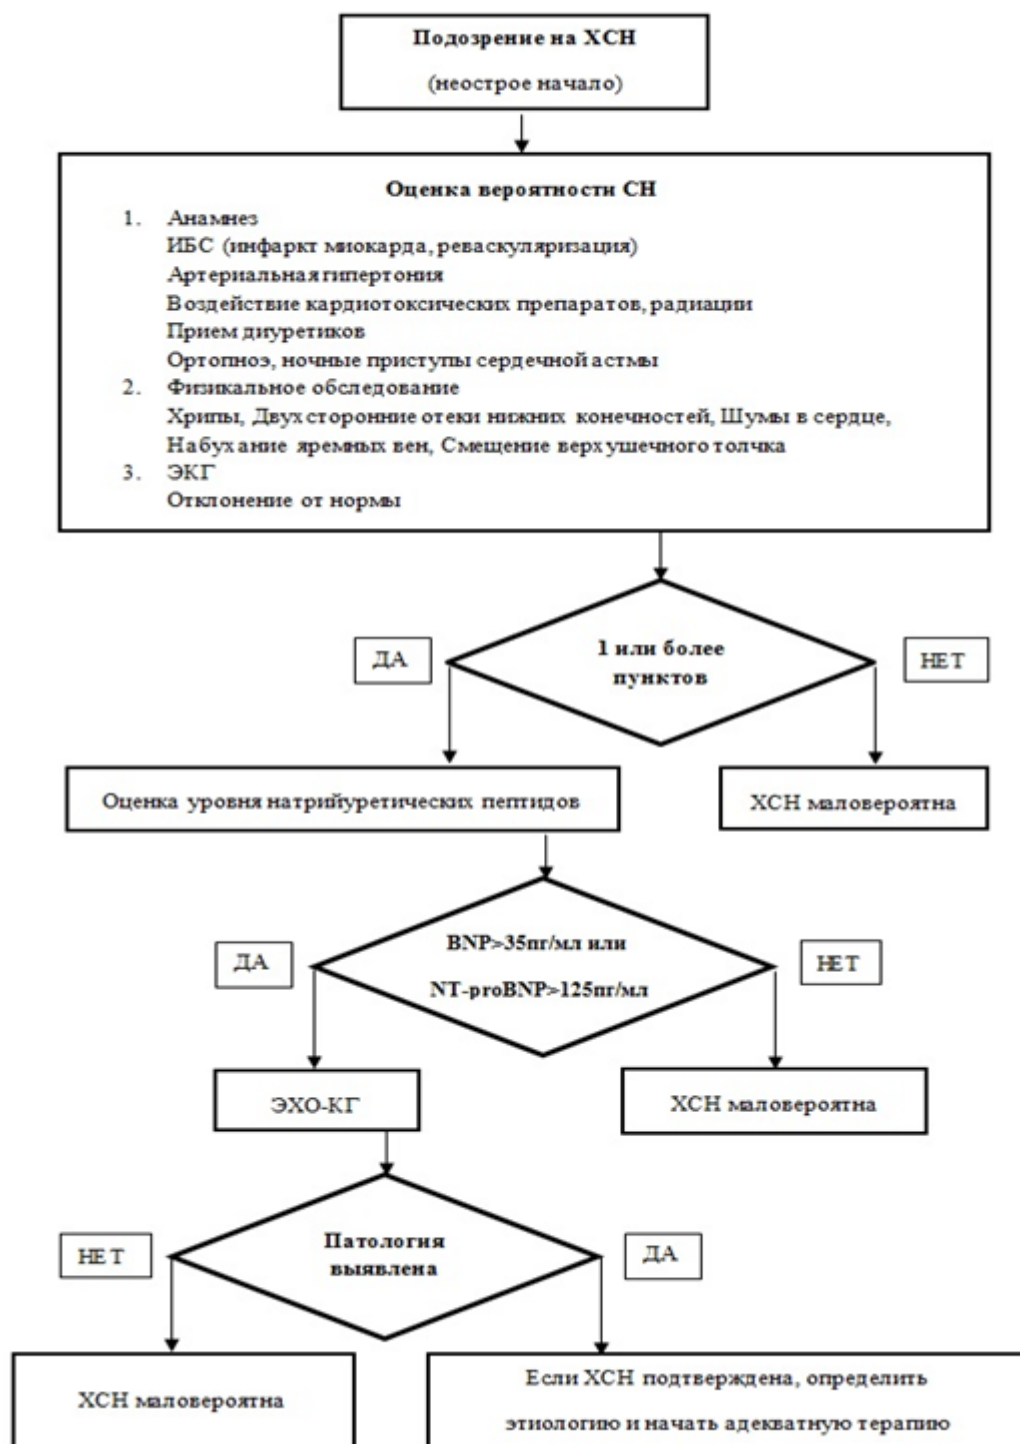 Подозрение на ХСН
(неострое начало)
Оценка вероятности СН
1. Анамнез
ИБС (инфаркт миокарда, реваскуляризация)
Артериальная гипертония
Воздействие кардиотоксических препаратов, радиации
Прием диуретиков
Ортопноэ, ночные приступы сердечной астмы
2. Физикальное обследование
Хрипы, Двухсторонние отеки нижних конечностей, Шумы в сердце,
Набухание яремных вен, Смещение верхушечного толчка
3. ЭКГ
Отклонение от нормы
1 или более
пунктов
ДА
НЕТ
Оценка уровня натрийуретических пептидов
ХСН маловероятна
BNP>35пг/мл или
NT-proBNP>125пг/мл
ДА
НЕТ
ЭХО-КГ
ХСН маловероятна
Патология
выявлена
НЕТ
ДА
ХСН маловероятна
Если ХСН подтверждена, определить
этиологию и начать адекватную терапию